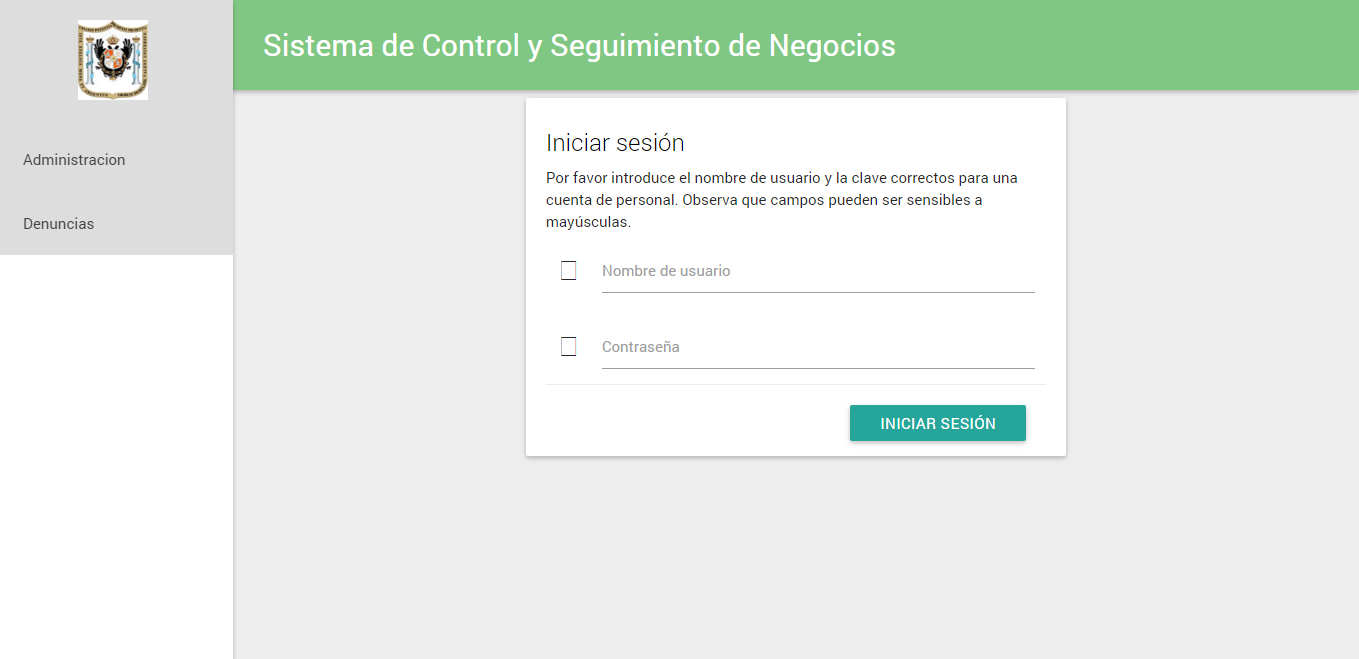 Sistema de Control y Seguimiento de Negocios
Administracion
Denuncias
Iniciar sesión
Por favor introduce el nombre de usuario y la clave correctos para una
cuenta de personal. Observa que campos pueden ser sensibles a
mayúsculas.
Nombre de usuario
Contraseña
INICIAR SESIÓN